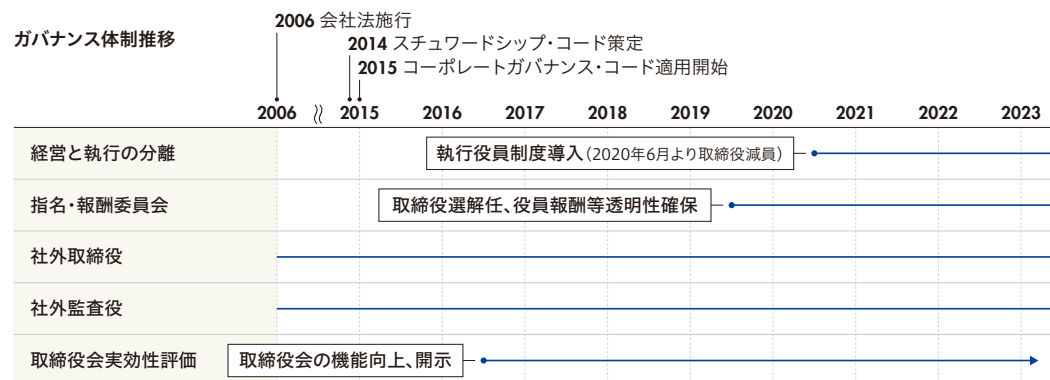 ガバナンス体制推移
2006 会社法施行
2014 スチュワードシップ・コード策定
2015 コーポレートガバナンス・コード適用開始
2006 2015 2016 2017 2018 2019 2020 2021 2022 2023
経営と執行の分離 執行役員制度導入(2020年6月より取締役減員)
指名・報酬委員会 取締役選解任、役員報酬等透明性確保
社外取締役
社外監査役
取締役会実効性評価 取締役会の機能向上、開示